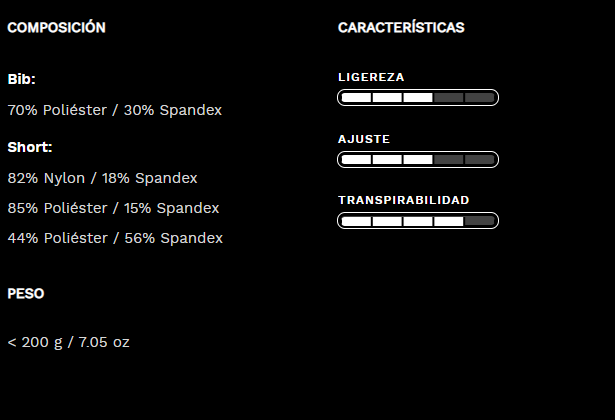 COMPOSICIÓN
Bib:
70% Poliéster / 30% Spandex
Short:
82% Nylon / 18% Spandex
85% Poliéster / 15% Spandex
44% Poliéster / 56% Spandex
PESO
< 200 g / 7.05 oz
CARACTERÍSTICAS
LIGEREZA
AJUSTE
TRANSPIRABILIDAD